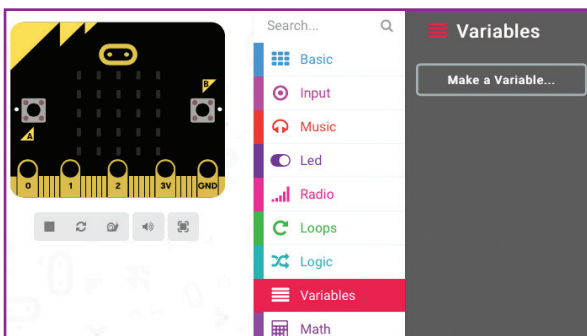 B
A
0 1 2 3V GND
Search...
Basic
Input
Music
Led
Radio
Loops
Logic
Variables
Math
Variables
Make a Variable...